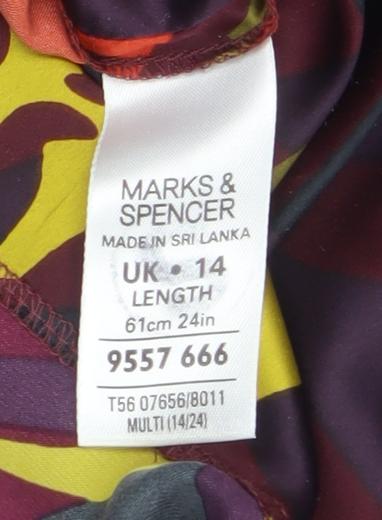 MARKS &
SPENCER
MADE IN SRI LANKA
UK • 14
LENGTH
61cm 24in
9557 666
T56 07656/8011
MULTI (14/24)